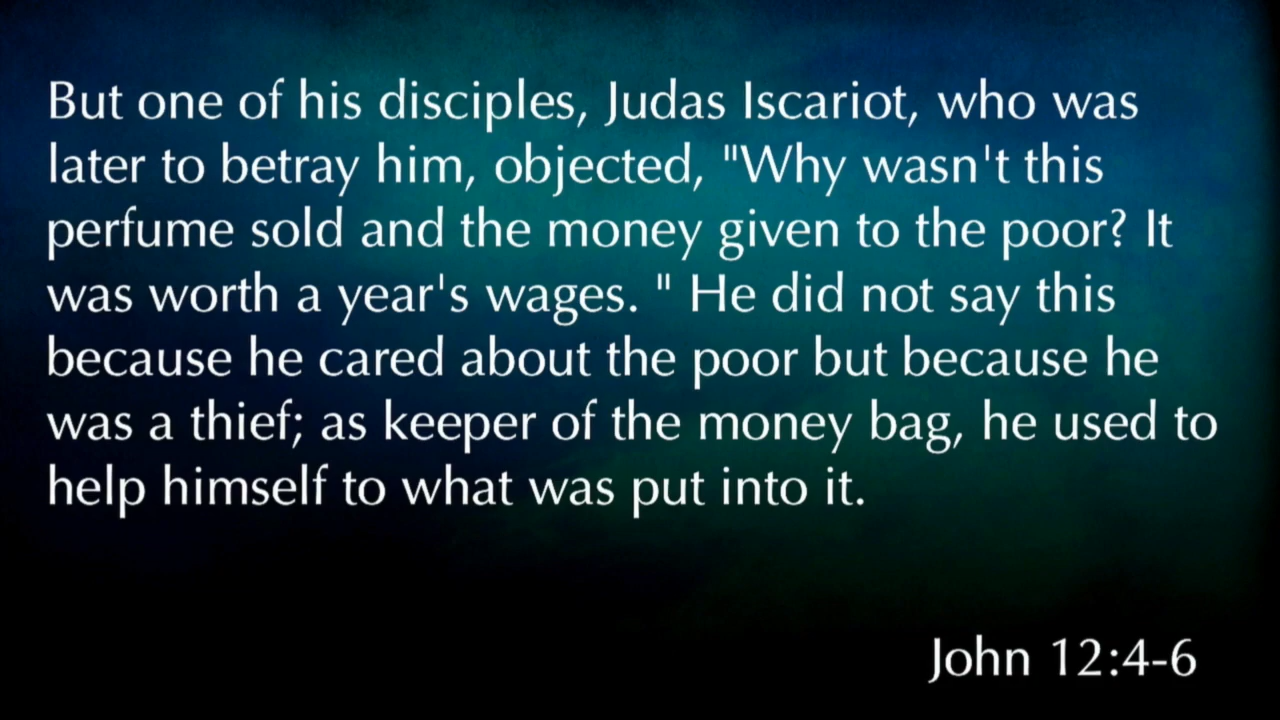 But one of his disciples, Judas Iscariot, who was
later to betray him, objected, "Why wasn't this
perfume sold and the money given to the poor? It
was worth a year's wages. " He did not say this
because he cared about the poor but because he
was a thief; as keeper of the money bag, he used to
help himself to what was put into it.
John 12:4-6